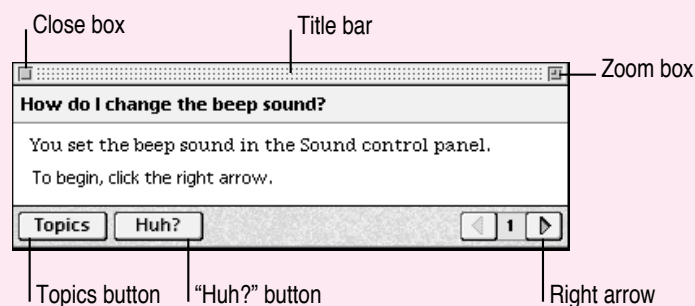 Close box
Title bar
Zoom box
How do I change the beep sound?
You set the beep sound in the Sound control panel.
To begin, click the right arrow.
Topics Huh? 1
Topics button “Huh?” button Right arrow